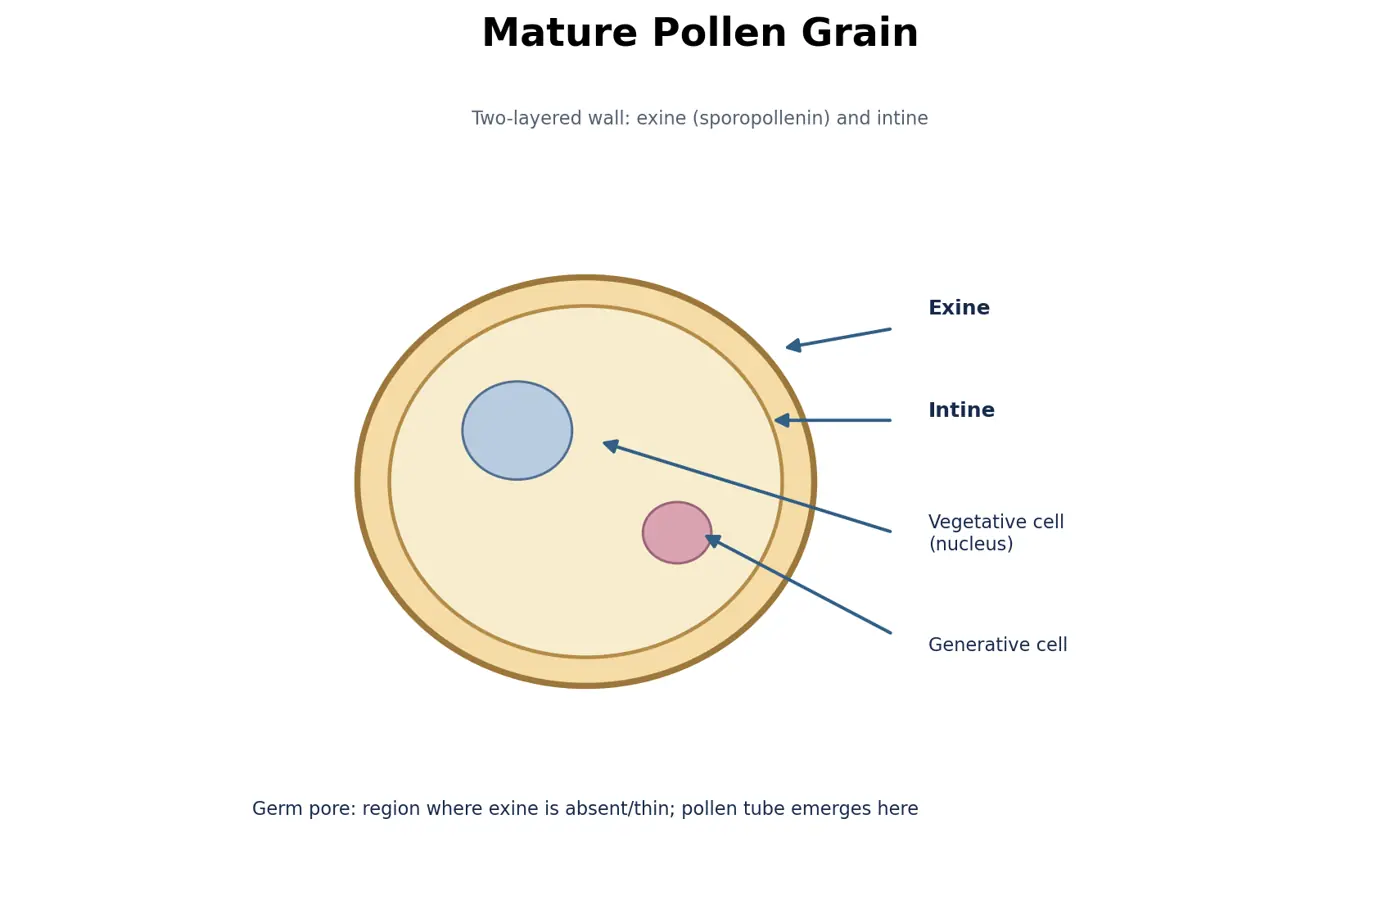 Mature Pollen Grain
Two-layered wall: exine (sporopollenin) and intine
Exine
Intine
Vegetative cell
(nucleus)
Generative cell
Germ pore: region where exine is absent/thin; pollen tube emerges here